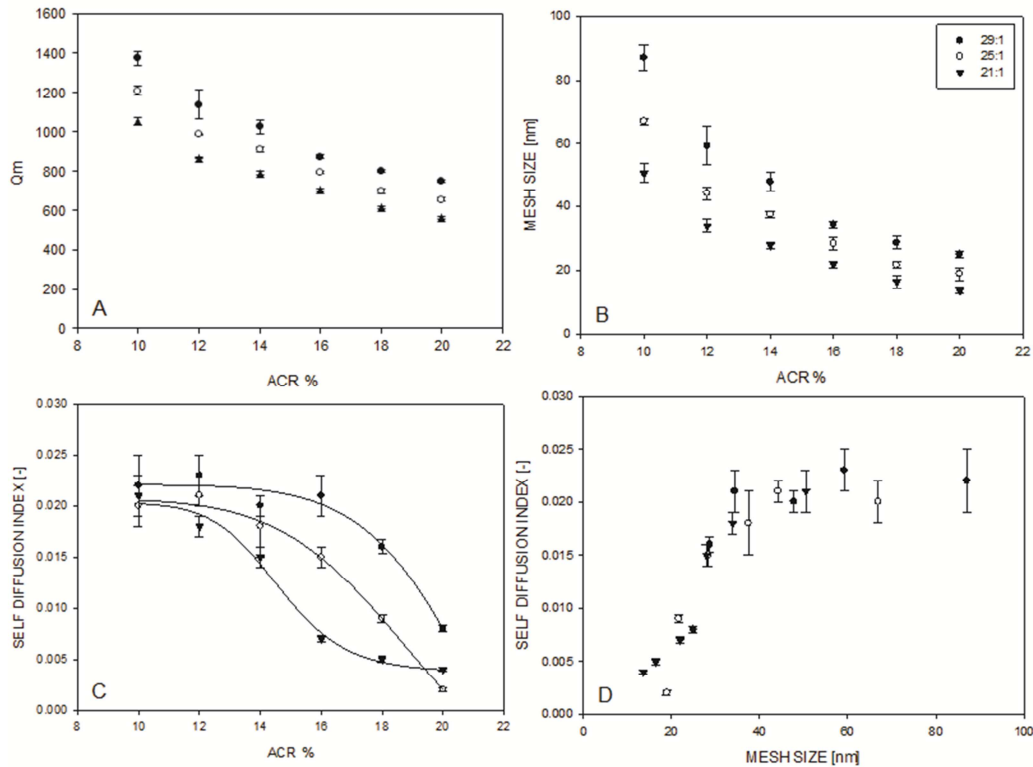 1600
1400
1200
1000
800
600
400
200
0
Qm
A
8 10 12 14 16 18 20 22
ACR %
100
80
60
40
20
0
MESH SIZE [nm]
29:1
25:1
21:1
B
8 10 12 14 16 18 20 22
ACR %
0.030
0.025
0.020
0.015
0.010
0.005
0.000
SELF DIFFUSION INDEX [-]
C
8 10 12 14 16 18 20 22
ACR %
0.030
0.025
0.020
0.015
0.010
0.005
0.000
SELF DIFFUSION INDEX [-]
D
0 20 40 60 80 100
MESH SIZE [nm]